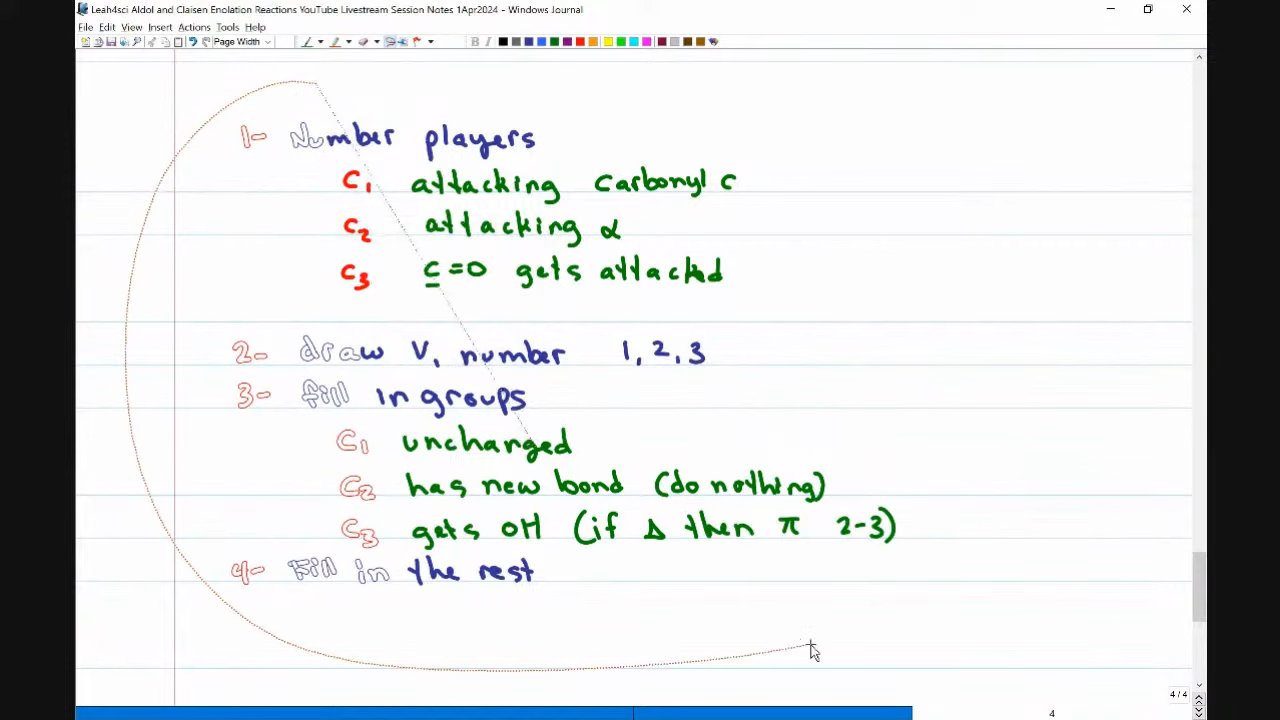 Leah4sci Aldol and Claisen Enolation Reactions YouTube Livestream Session Notes 1Apr2024 - Windows Journal
File Edit View Insert Actions Tools Help
Page Width B I
1- Number players
C1 attacking carbonyl c
C2 attacking α
C3 c=O gets attacked
2- draw V, number 1, 2, 3
3- fill in groups
C1 unchanged
C2 has new bond (do nothing)
C3 gets OH (if Δ then π 2-3)
4- Fill in the rest
4/4
4